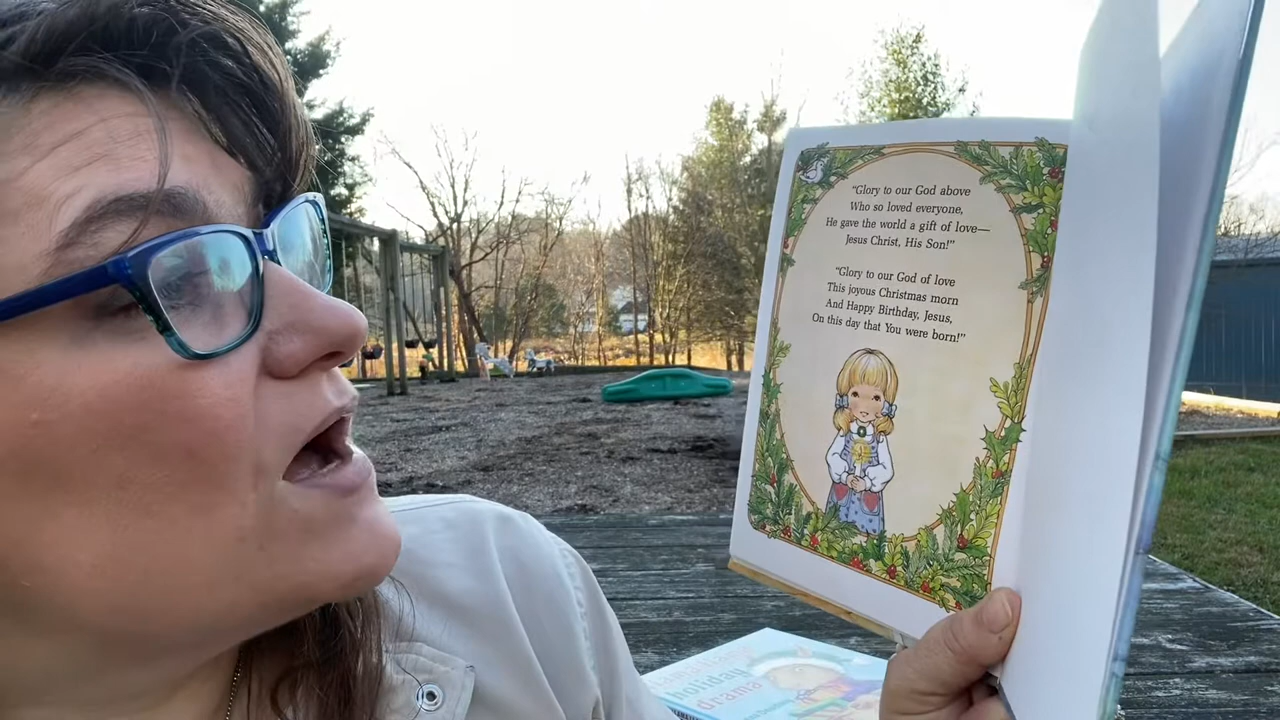 "Glory to our God above
Who so loved everyone,
He gave the world a gift of love—
Jesus Christ, His Son!"
"Glory to our God of love
This joyous Christmas morn
And Happy Birthday, Jesus,
On this day that You were born!"
holiday
drama